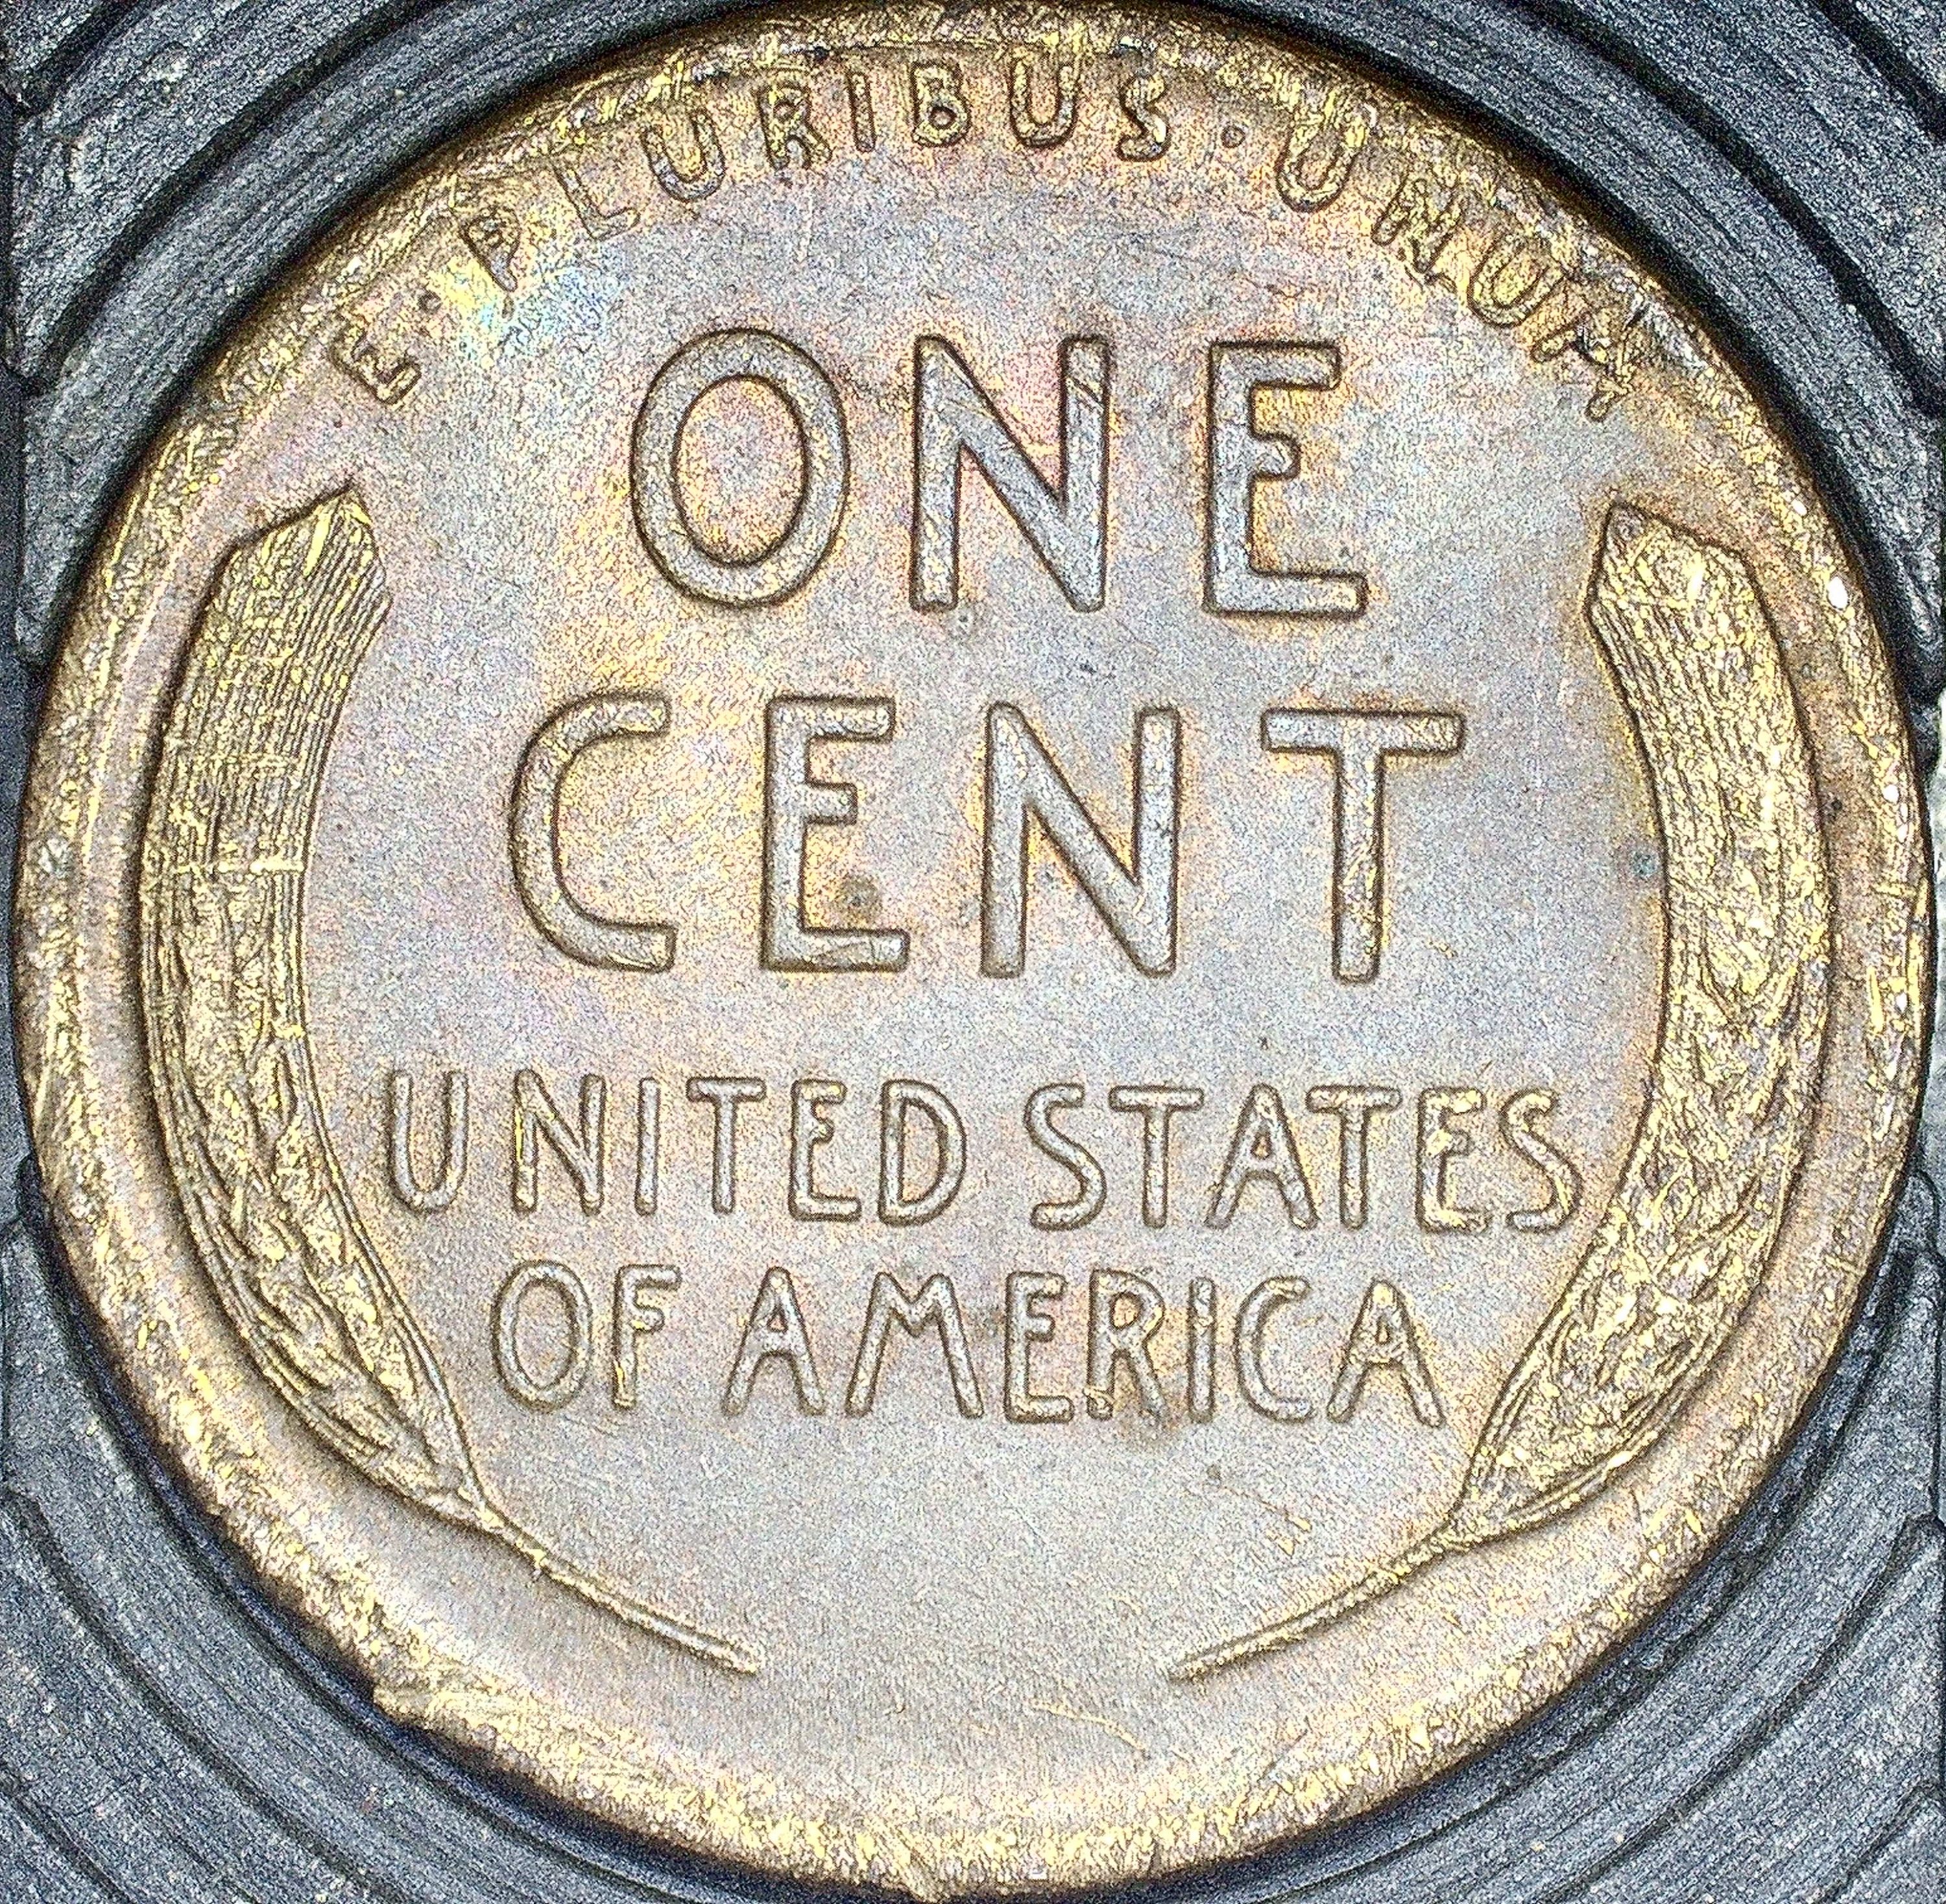 E·PLURIBUS·UNUM
ONE
CENT
UNITED STATES
OF AMERICA